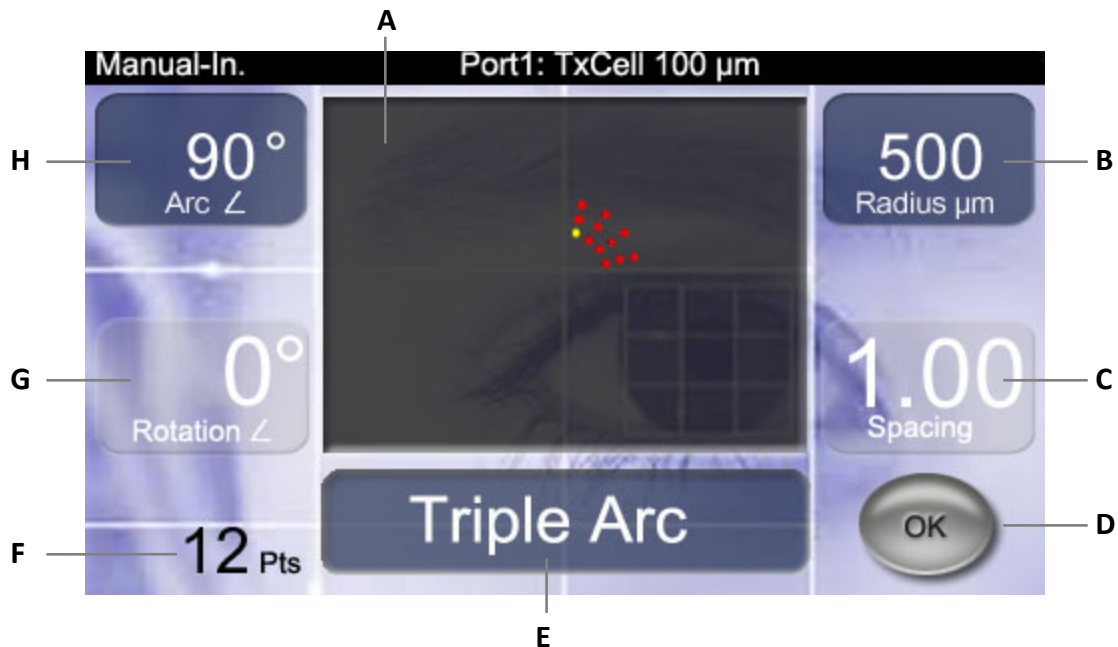 A
Manual-In. Port1: TxCell 100 µm
H
90°
Arc ∠
500
Radius µm
B
G
0°
Rotation ∠
1.00
Spacing
C
F
12 Pts
Triple Arc
OK
D
E